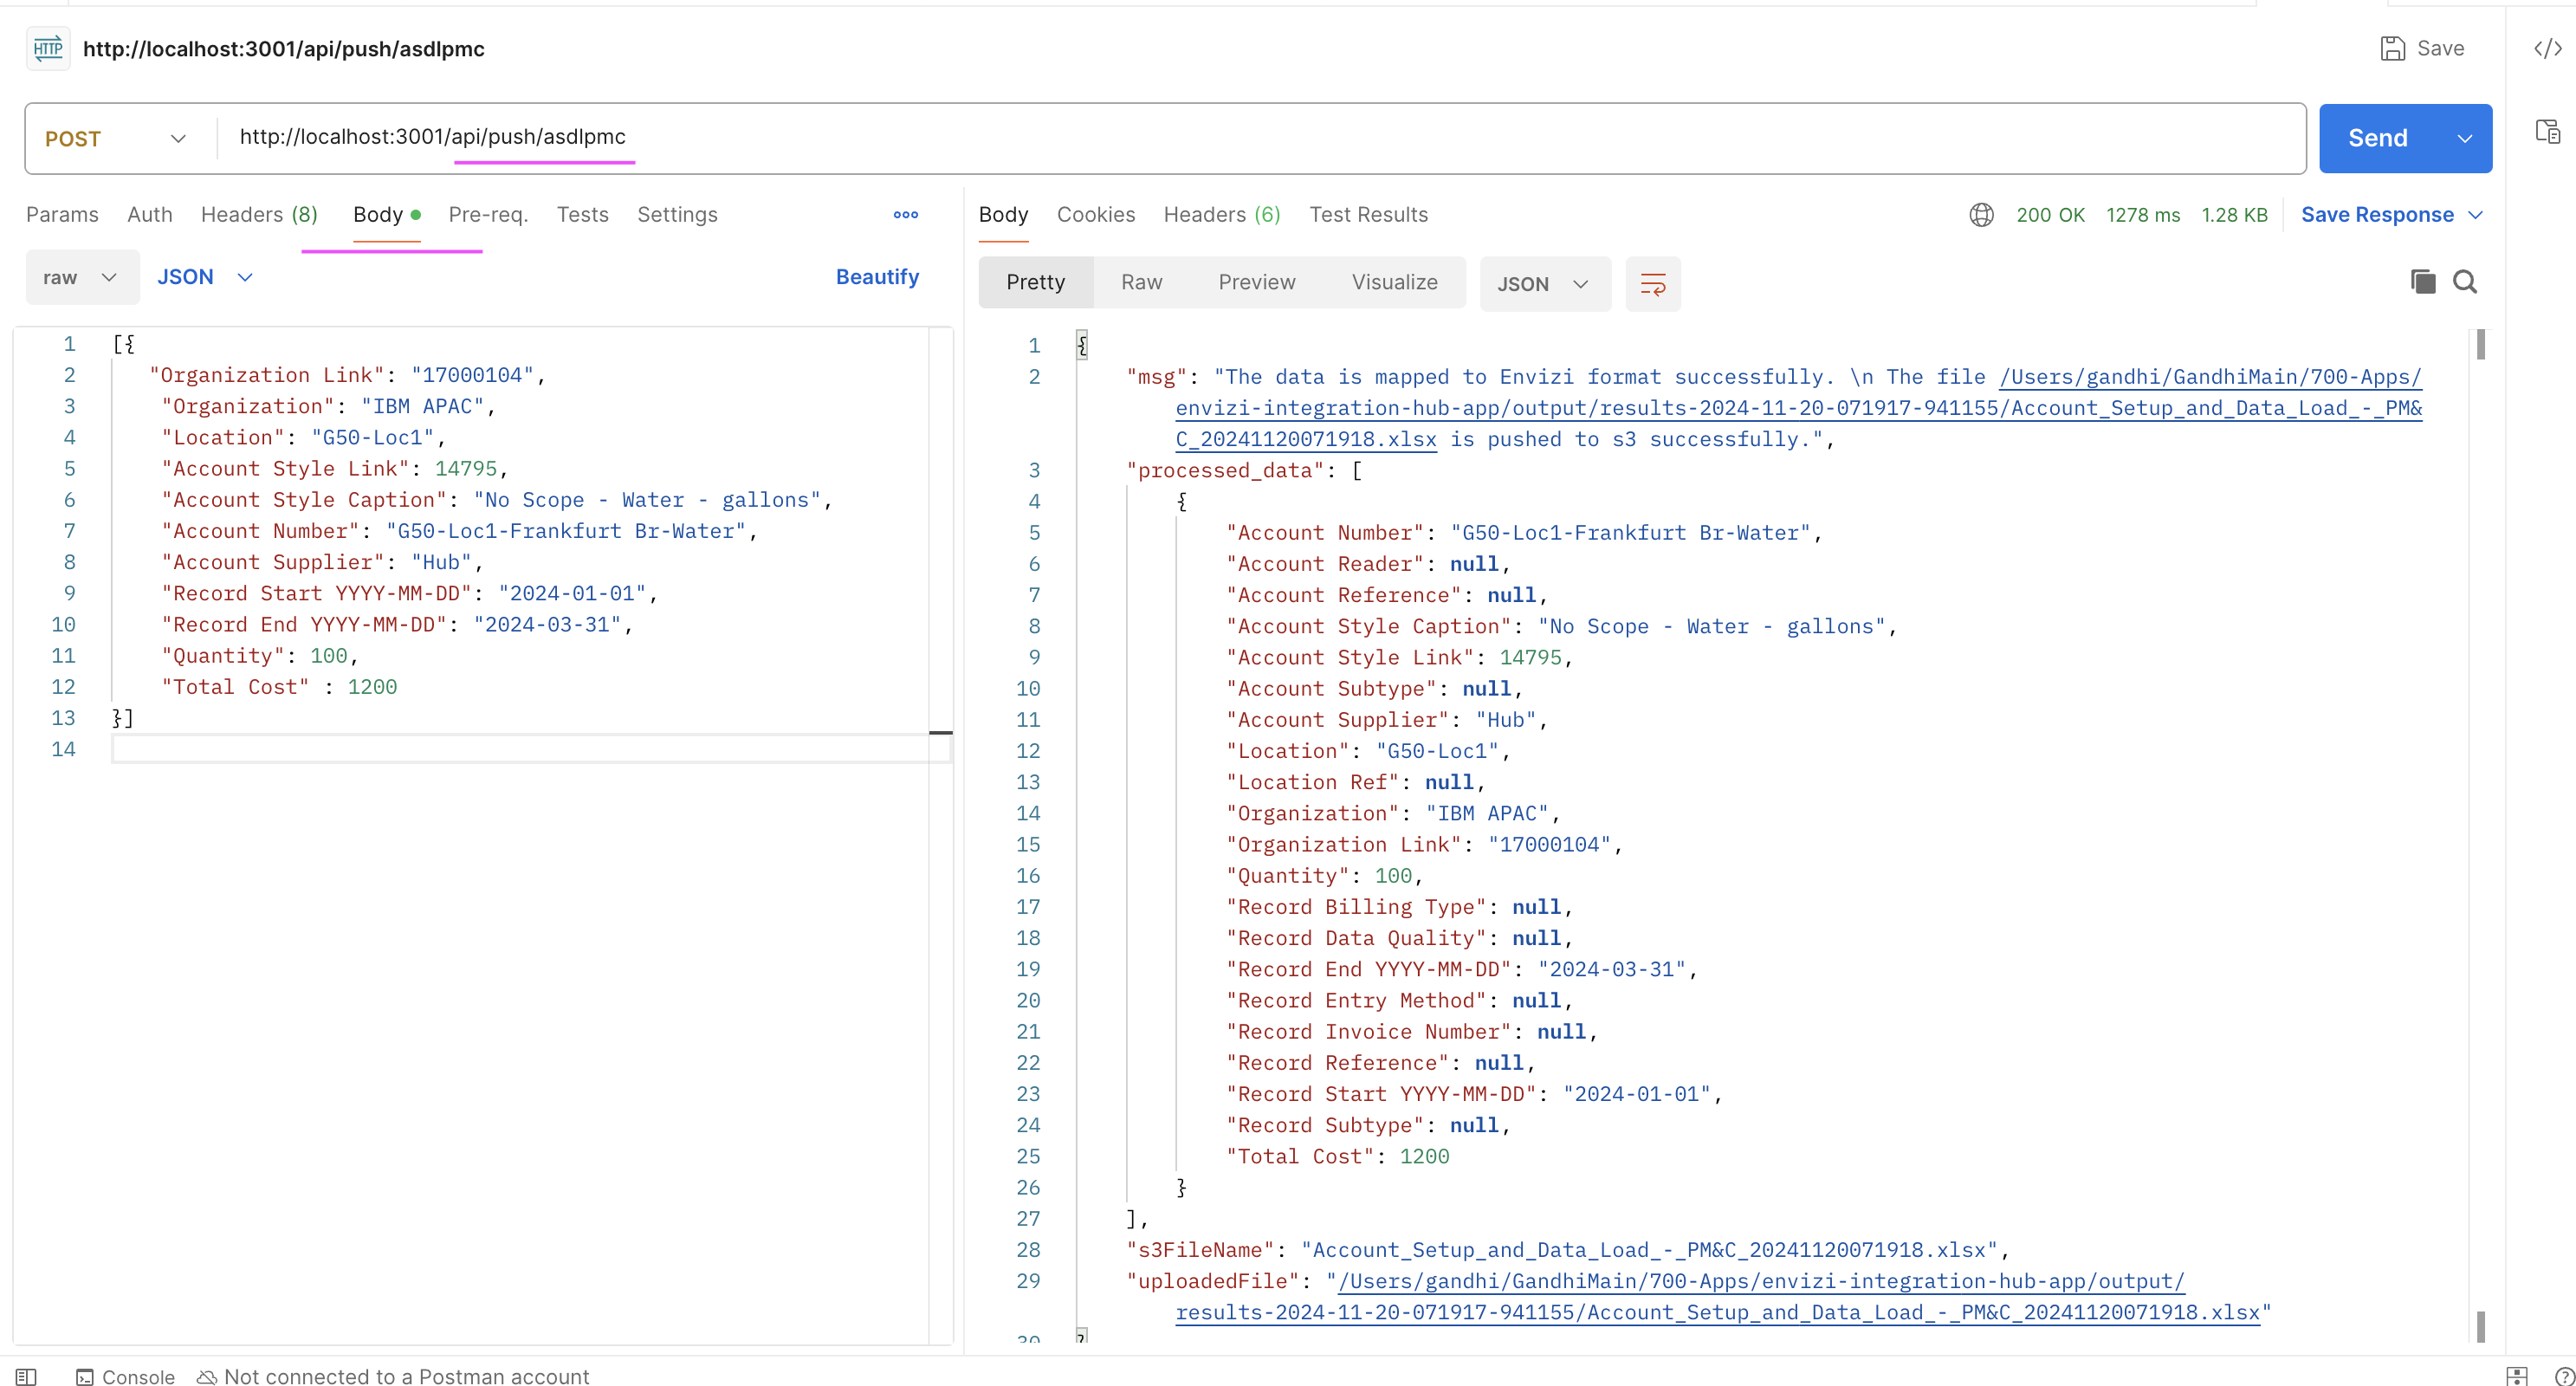 HTTP http://localhost:3001/api/push/asdlpmc Save
POST http://localhost:3001/api/push/asdlpmc Send
Params Auth Headers (8) Body Pre-req. Tests Settings
raw JSON Beautify
1 [{
2 "Organization Link": "17000104",
3 "Organization": "IBM APAC",
4 "Location": "G50-Loc1",
5 "Account Style Link": 14795,
6 "Account Style Caption": "No Scope - Water - gallons",
7 "Account Number": "G50-Loc1-Frankfurt Br-Water",
8 "Account Supplier": "Hub",
9 "Record Start YYYY-MM-DD": "2024-01-01",
10 "Record End YYYY-MM-DD": "2024-03-31",
11 "Quantity": 100,
12 "Total Cost" : 1200
13 }]
14
Body Cookies Headers (6) Test Results 200 OK 1278 ms 1.28 KB Save Response
Pretty Raw Preview Visualize JSON
1 {
2 "msg": "The data is mapped to Envizi format successfully. \n The file /Users/gandhi/GandhiMain/700-Apps/
envizi-integration-hub-app/output/results-2024-11-20-071917-941155/Account_Setup_and_Data_Load_-_PM&
C_20241120071918.xlsx is pushed to s3 successfully.",
3 "processed_data": [
4 {
5 "Account Number": "G50-Loc1-Frankfurt Br-Water",
6 "Account Reader": null,
7 "Account Reference": null,
8 "Account Style Caption": "No Scope - Water - gallons",
9 "Account Style Link": 14795,
10 "Account Subtype": null,
11 "Account Supplier": "Hub",
12 "Location": "G50-Loc1",
13 "Location Ref": null,
14 "Organization": "IBM APAC",
15 "Organization Link": "17000104",
16 "Quantity": 100,
17 "Record Billing Type": null,
18 "Record Data Quality": null,
19 "Record End YYYY-MM-DD": "2024-03-31",
20 "Record Entry Method": null,
21 "Record Invoice Number": null,
22 "Record Reference": null,
23 "Record Start YYYY-MM-DD": "2024-01-01",
24 "Record Subtype": null,
25 "Total Cost": 1200
26 }
27 ],
28 "s3FileName": "Account_Setup_and_Data_Load_-_PM&C_20241120071918.xlsx",
29 "uploadedFile": "/Users/gandhi/GandhiMain/700-Apps/envizi-integration-hub-app/output/
results-2024-11-20-071917-941155/Account_Setup_and_Data_Load_-_PM&C_20241120071918.xlsx"
30 }
Console Not connected to a Postman account